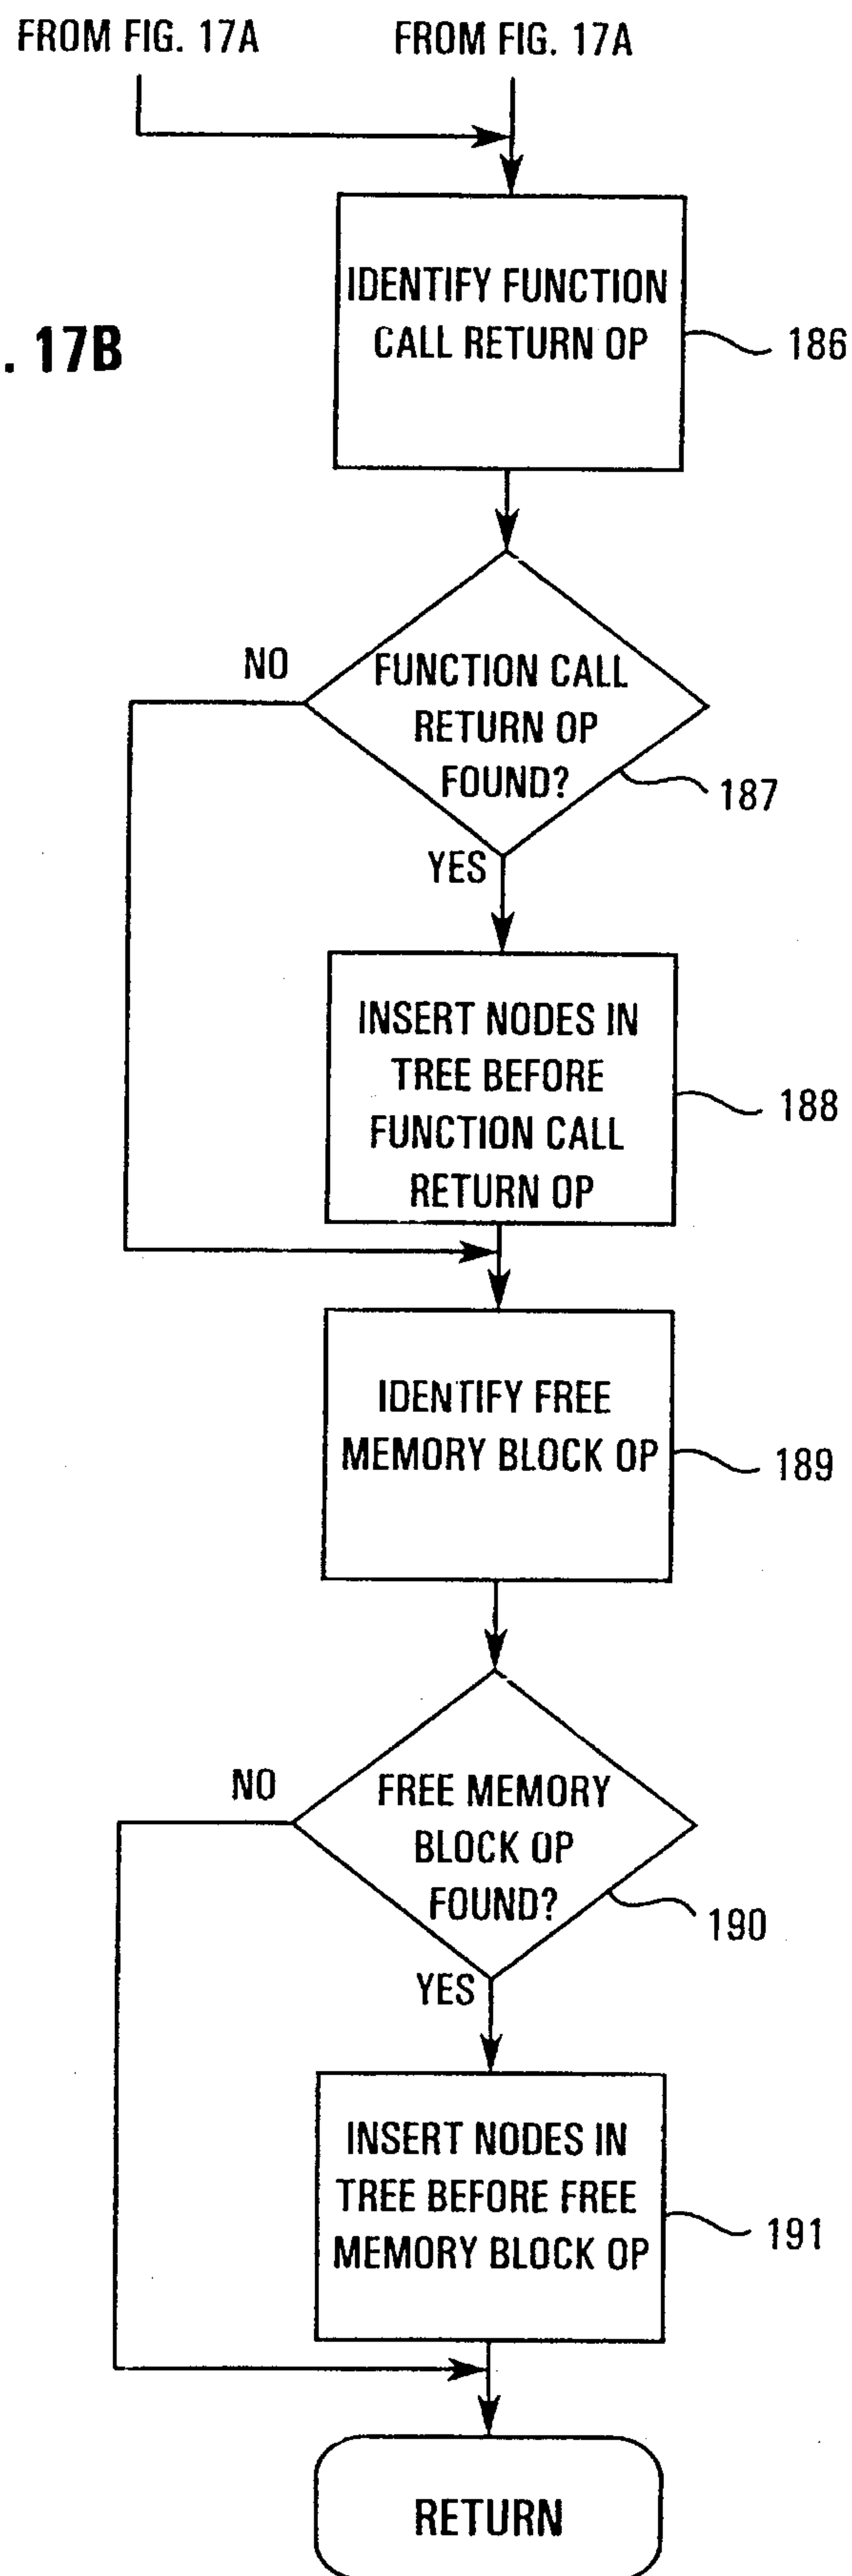 FROM FIG. 17A
FROM FIG. 17A
IDENTIFY FUNCTION
CALL RETURN OP
186
. 17B
NO
FUNCTION CALL
RETURN OP
FOUND?
187
YES
INSERT NODES IN
TREE BEFORE
FUNCTION CALL
RETURN OP
188
IDENTIFY FREE
MEMORY BLOCK OP
189
NO
FREE MEMORY
BLOCK OP
FOUND?
190
YES
INSERT NODES IN
TREE BEFORE FREE
MEMORY BLOCK OP
191
RETURN